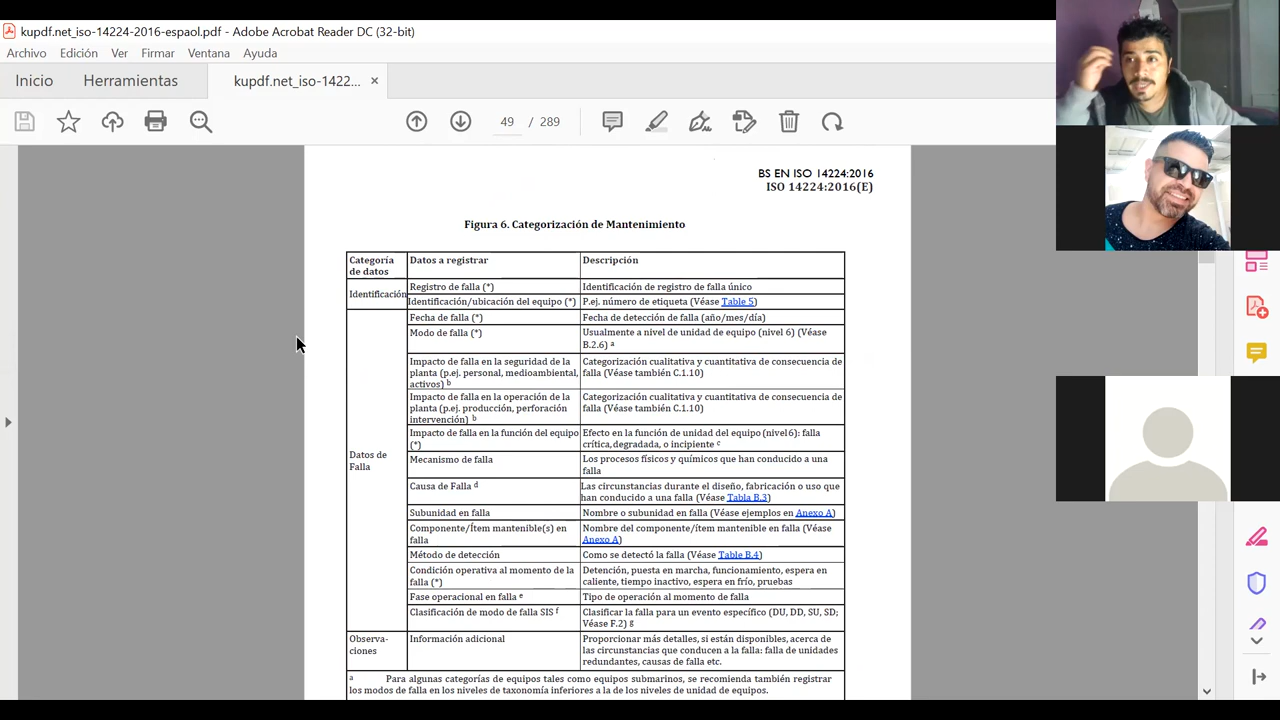 kupdf.net_iso-14224-2016-espaol.pdf - Adobe Acrobat Reader DC (32-bit)
Archivo Edición Ver Firmar Ventana Ayuda
Inicio Herramientas kupdf.net_iso-1422... ×
49 / 289
BS EN ISO 14224:2016
ISO 14224:2016(E)
Figura 6. Categorización de Mantenimiento
Categoría de datos
Datos a registrar
Descripción
Identificación
Registro de falla (*)
Identificación de registro de falla único
Identificación/ubicación del equipo (*)
P.ej. número de etiqueta (Véase Table 5)
Datos de
Falla
Fecha de falla (*)
Fecha de detección de falla (año/mes/día)
Modo de falla (*)
Usualmente a nivel de unidad de equipo (nivel 6) (Véase
B.2.6) a
Impacto de falla en la seguridad de la
planta (p.ej. personal, medioambiental,
activos) b
Categorización cualitativa y cuantitativa de consecuencia de
falla (Véase también C.1.10)
Impacto de falla en la operación de la
planta (p.ej. producción, perforación
intervención) b
Categorización cualitativa y cuantitativa de consecuencia de
falla (Véase también C.1.10)
Impacto de falla en la función del equipo
(*)
Efecto en la función de unidad del equipo (nivel 6): falla
crítica, degradada, o incipiente c
Mecanismo de falla
Los procesos físicos y químicos que han conducido a una
falla
Causa de Falla d
Las circunstancias durante el diseño, fabricación o uso que
han conducido a una falla (Véase Tabla B.3)
Subunidad en falla
Nombre o subunidad en falla (Véase ejemplos en Anexo A)
Componente/Ítem mantenible(s) en
falla
Nombre del componente/ítem mantenible en falla (Véase
Anexo A)
Método de detección
Como se detectó la falla (Véase Table B.4)
Condición operativa al momento de la
falla (*)
Detención, puesta en marcha, funcionamiento, espera en
caliente, tiempo inactivo, espera en frío, pruebas
Fase operacional en falla e
Tipo de operación al momento de falla
Clasificación de modo de falla SIS f
Clasificar la falla para un evento específico (DU, DD, SU, SD;
Véase F.2) g
Observa-
ciones
Información adicional
Proporcionar más detalles, si están disponibles, acerca de
las circunstancias que conducen a la falla: falla de unidades
redundantes, causas de falla etc.
a Para algunas categorías de equipos tales como equipos submarinos, se recomienda también registrar
los modos de falla en los niveles de taxonomía inferiores a la de los niveles de unidad de equipos.